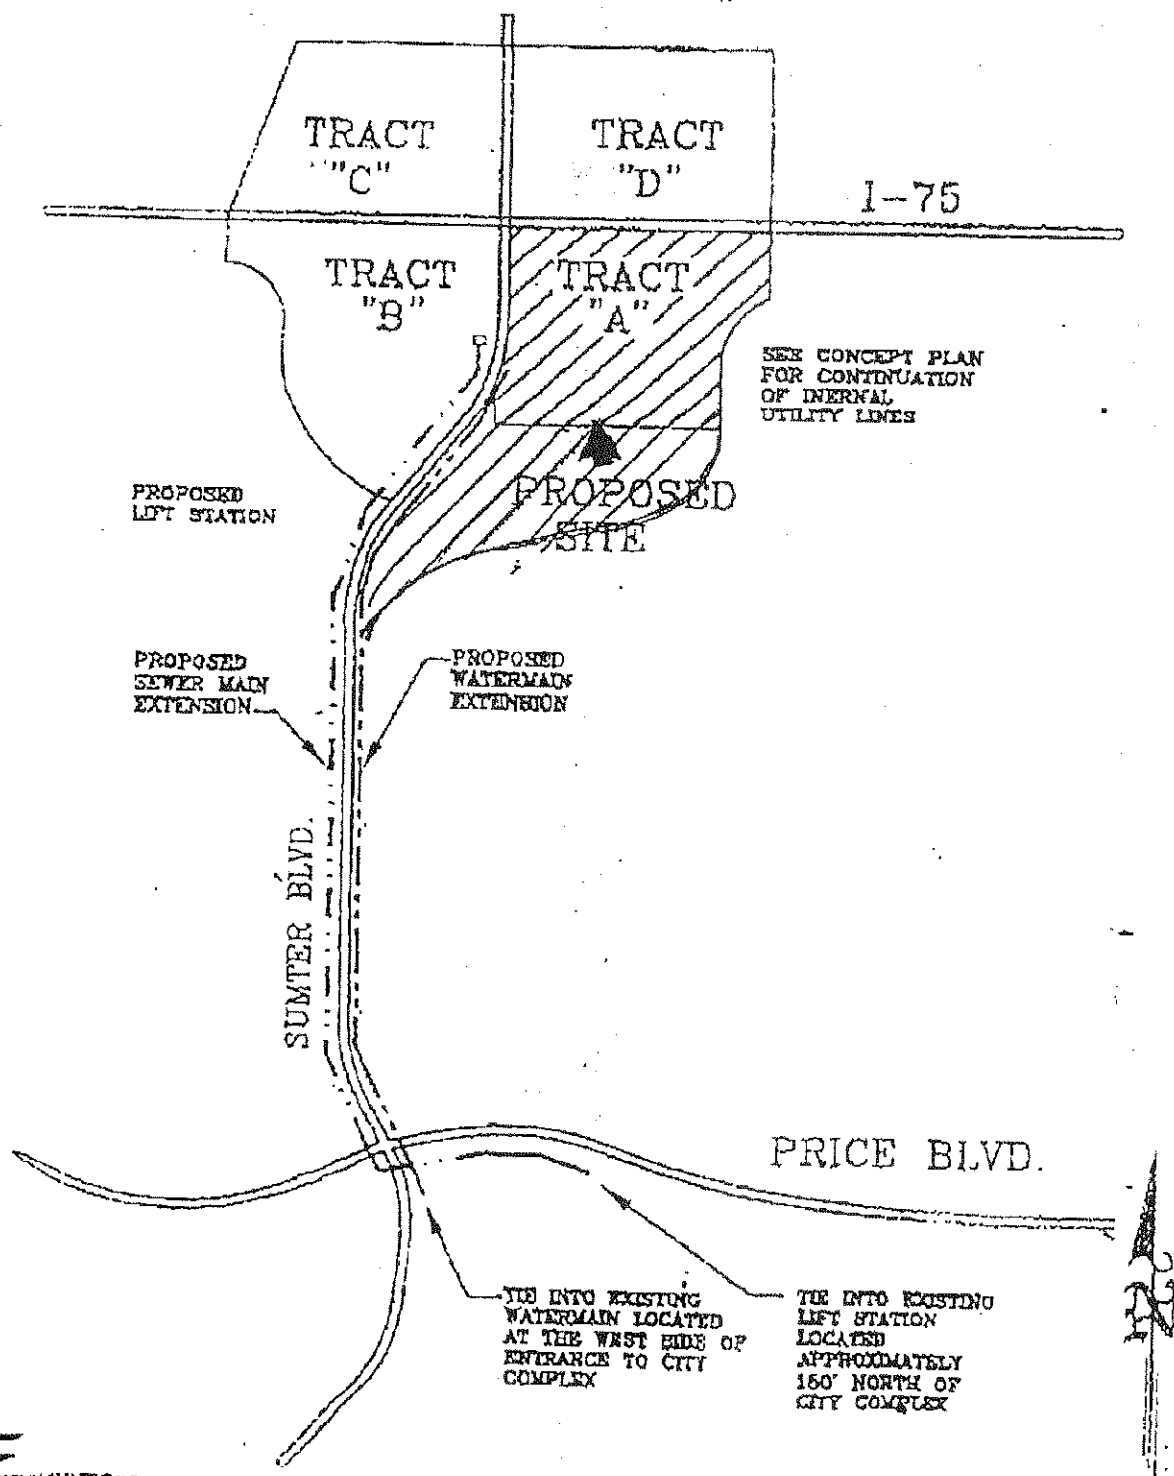 TRACT
"C"
TRACT
"D"
I-75
TRACT
"B"
TRACT
"A"
SEE CONCEPT PLAN
FOR CONTINUATION
OF INERNAL
UTILITY LINES
PROPOSED
LIFT STATION
PROPOSED
SITE
PROPOSED
SEWER MAIN
EXTENSION
PROPOSED
WATERMAIN
EXTENSION
SUMTER BLVD.
PRICE BLVD.
TIE INTO EXISTING
WATERMAIN LOCATED
AT THE WEST SIDE OF
ENTRANCE TO CITY
COMPLEX
TIE INTO EXISTING
LIFT STATION
LOCATED
APPROXIMATELY
150' NORTH OF
CITY COMPLEX